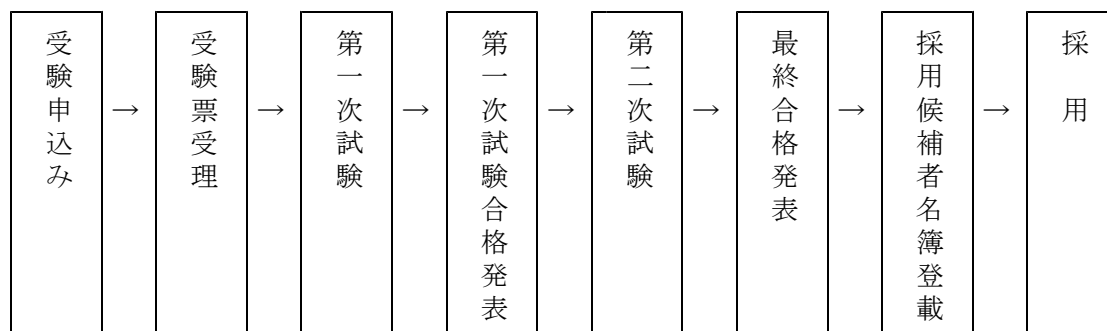 受験申込み
→
受験票受理
→
第一次試験
→
第一次試験合格発表
→
第二次試験
→
最終合格発表
→
採用候補者名簿登載
→
採用